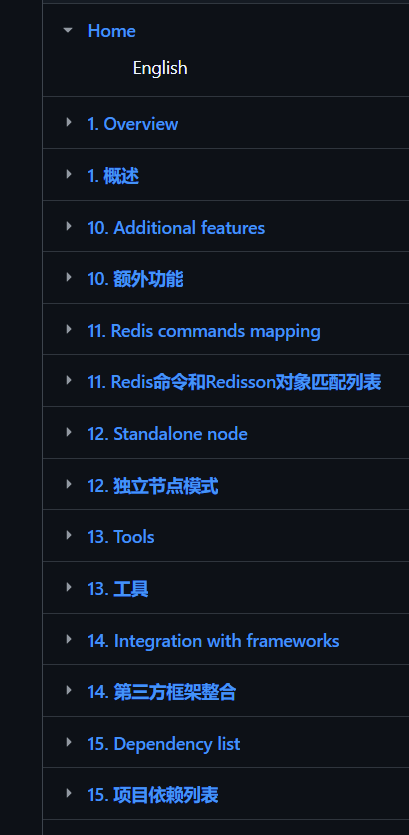 Home
English
1. Overview
1. 概述
10. Additional features
10. 额外功能
11. Redis commands mapping
11. Redis命令和Redisson对象匹配列表
12. Standalone node
12. 独立节点模式
13. Tools
13. 工具
14. Integration with frameworks
14. 第三方框架整合
15. Dependency list
15. 项目依赖列表